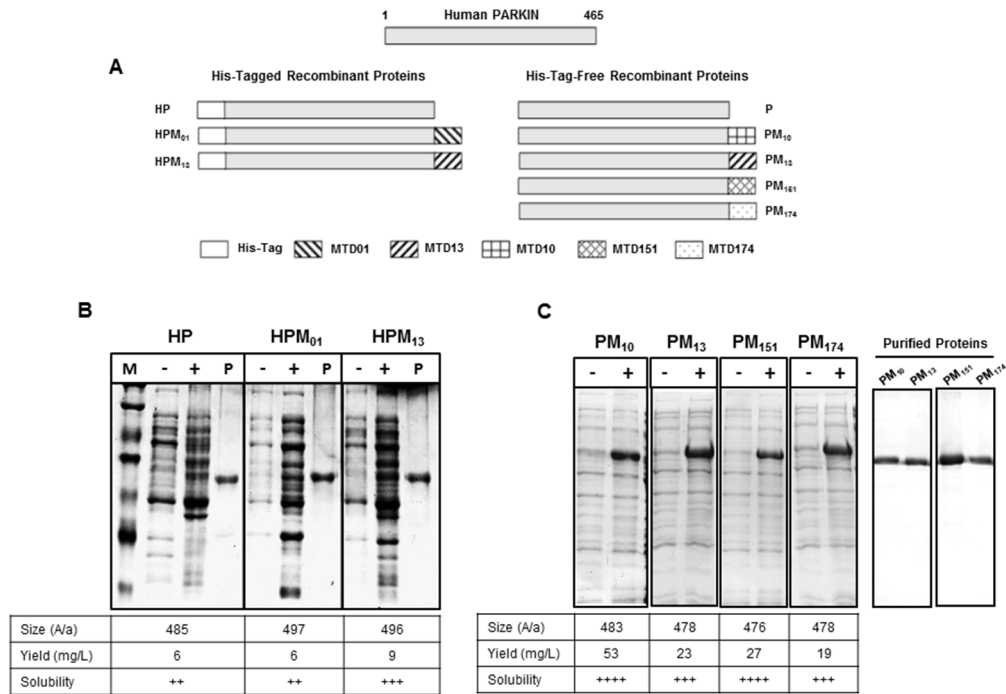 1 Human PARKIN 465
A
His-Tagged Recombinant Proteins
His-Tag-Free Recombinant Proteins
HP
HPM01
HPM13
P
PM10
PM13
PM151
PM174
His-Tag MTD01 MTD13 MTD10 MTD151 MTD174
B
HP HPM01 HPM13
M - + P - + P - + P
Size (A/a) 485 497 496
Yield (mg/L) 6 6 9
Solubility ++ ++ +++
C
PM10 PM13 PM151 PM174
- + - + - + - +
Purified Proteins
PM10 PM13 PM151 PM174
Size (A/a) 483 478 476 478
Yield (mg/L) 53 23 27 19
Solubility ++++ +++ ++++ +++